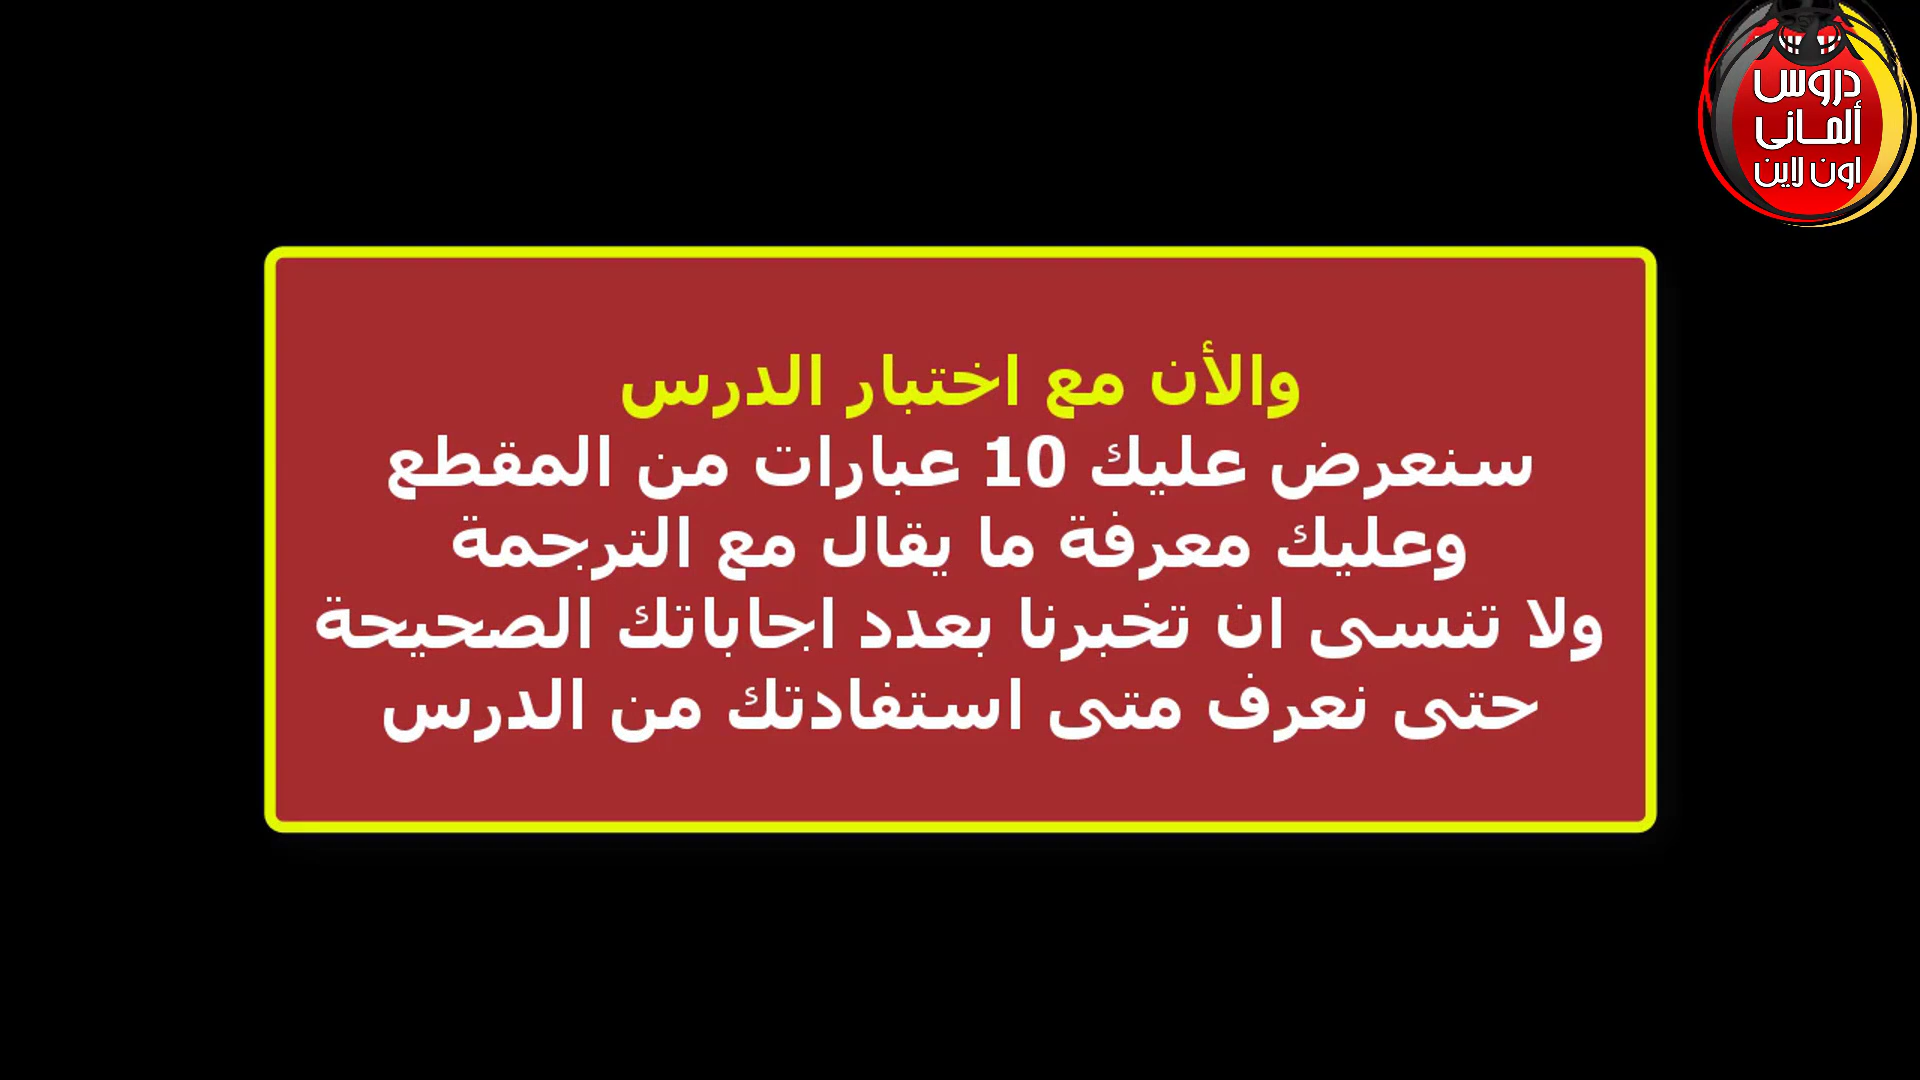 دروس
ألمانى
اون لاين
والأن مع اختبار الدرس
سنعرض عليك 10 عبارات من المقطع
وعليك معرفة ما يقال مع الترجمة
ولا تنسى ان تخبرنا بعدد اجاباتك الصحيحة
حتى نعرف متى استفادتك من الدرس